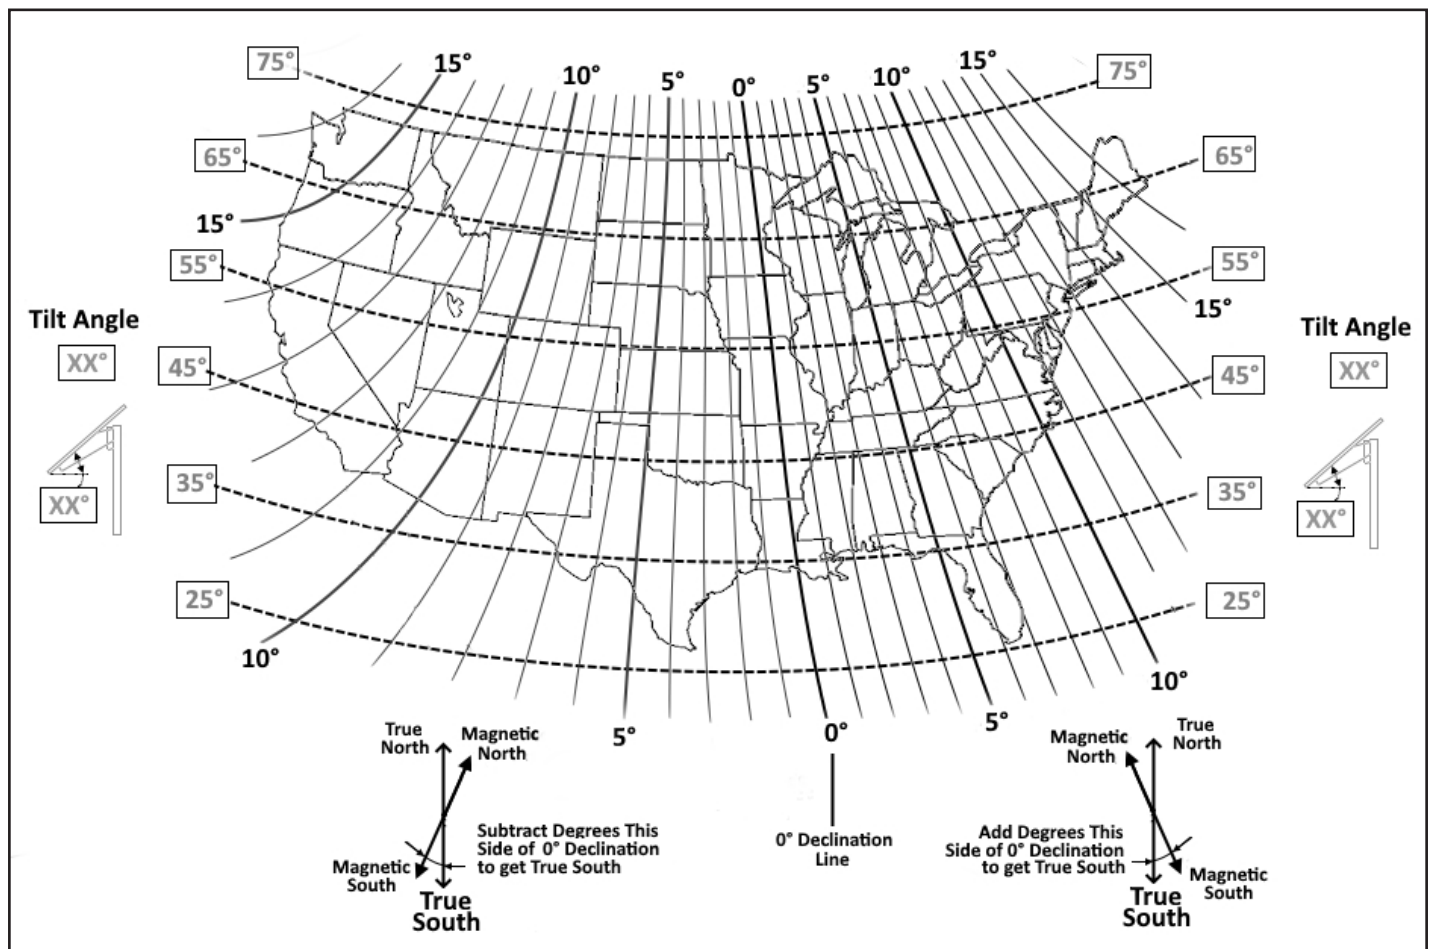 75°
15°
10°
5°
0°
5°
10°
15°
75°
65°
65°
15°
55°
55°
15°
Tilt Angle
XX°
XX°
Tilt Angle
XX°
XX°
45°
45°
35°
35°
25°
25°
10°
5°
0°
5°
10°
True
North
Magnetic
North
Subtract Degrees This
Side of 0° Declination
to get True South
Magnetic
South
True
South
0° Declination
Line
Magnetic
North
True
North
Add Degrees This
Side of 0° Declination
to get True South
Magnetic
South
True
South